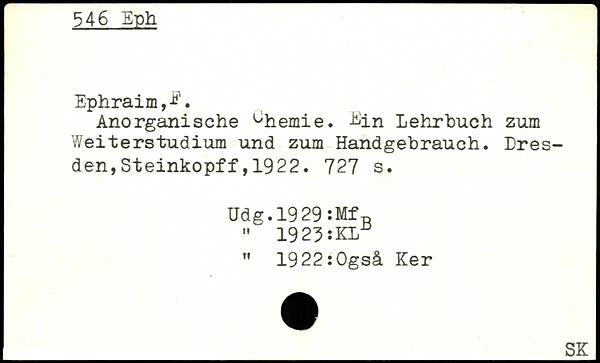 546 Eph
Ephraim,F.
Anorganische Chemie. Ein Lehrbuch zum
Weiterstudium und zum Handgebrauch. Dres-
den,Steinkopff,1922. 727 s.
Udg.1929:MfB
" 1923:KL
" 1922:Også Ker
SK